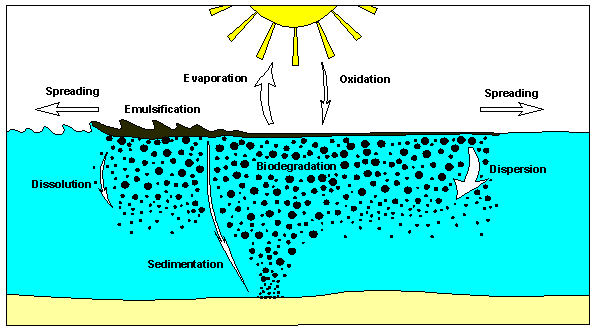 Evaporation
Oxidation
Spreading
Spreading
Emulsification
Biodegradation
Dissolution
Dispersion
Sedimentation